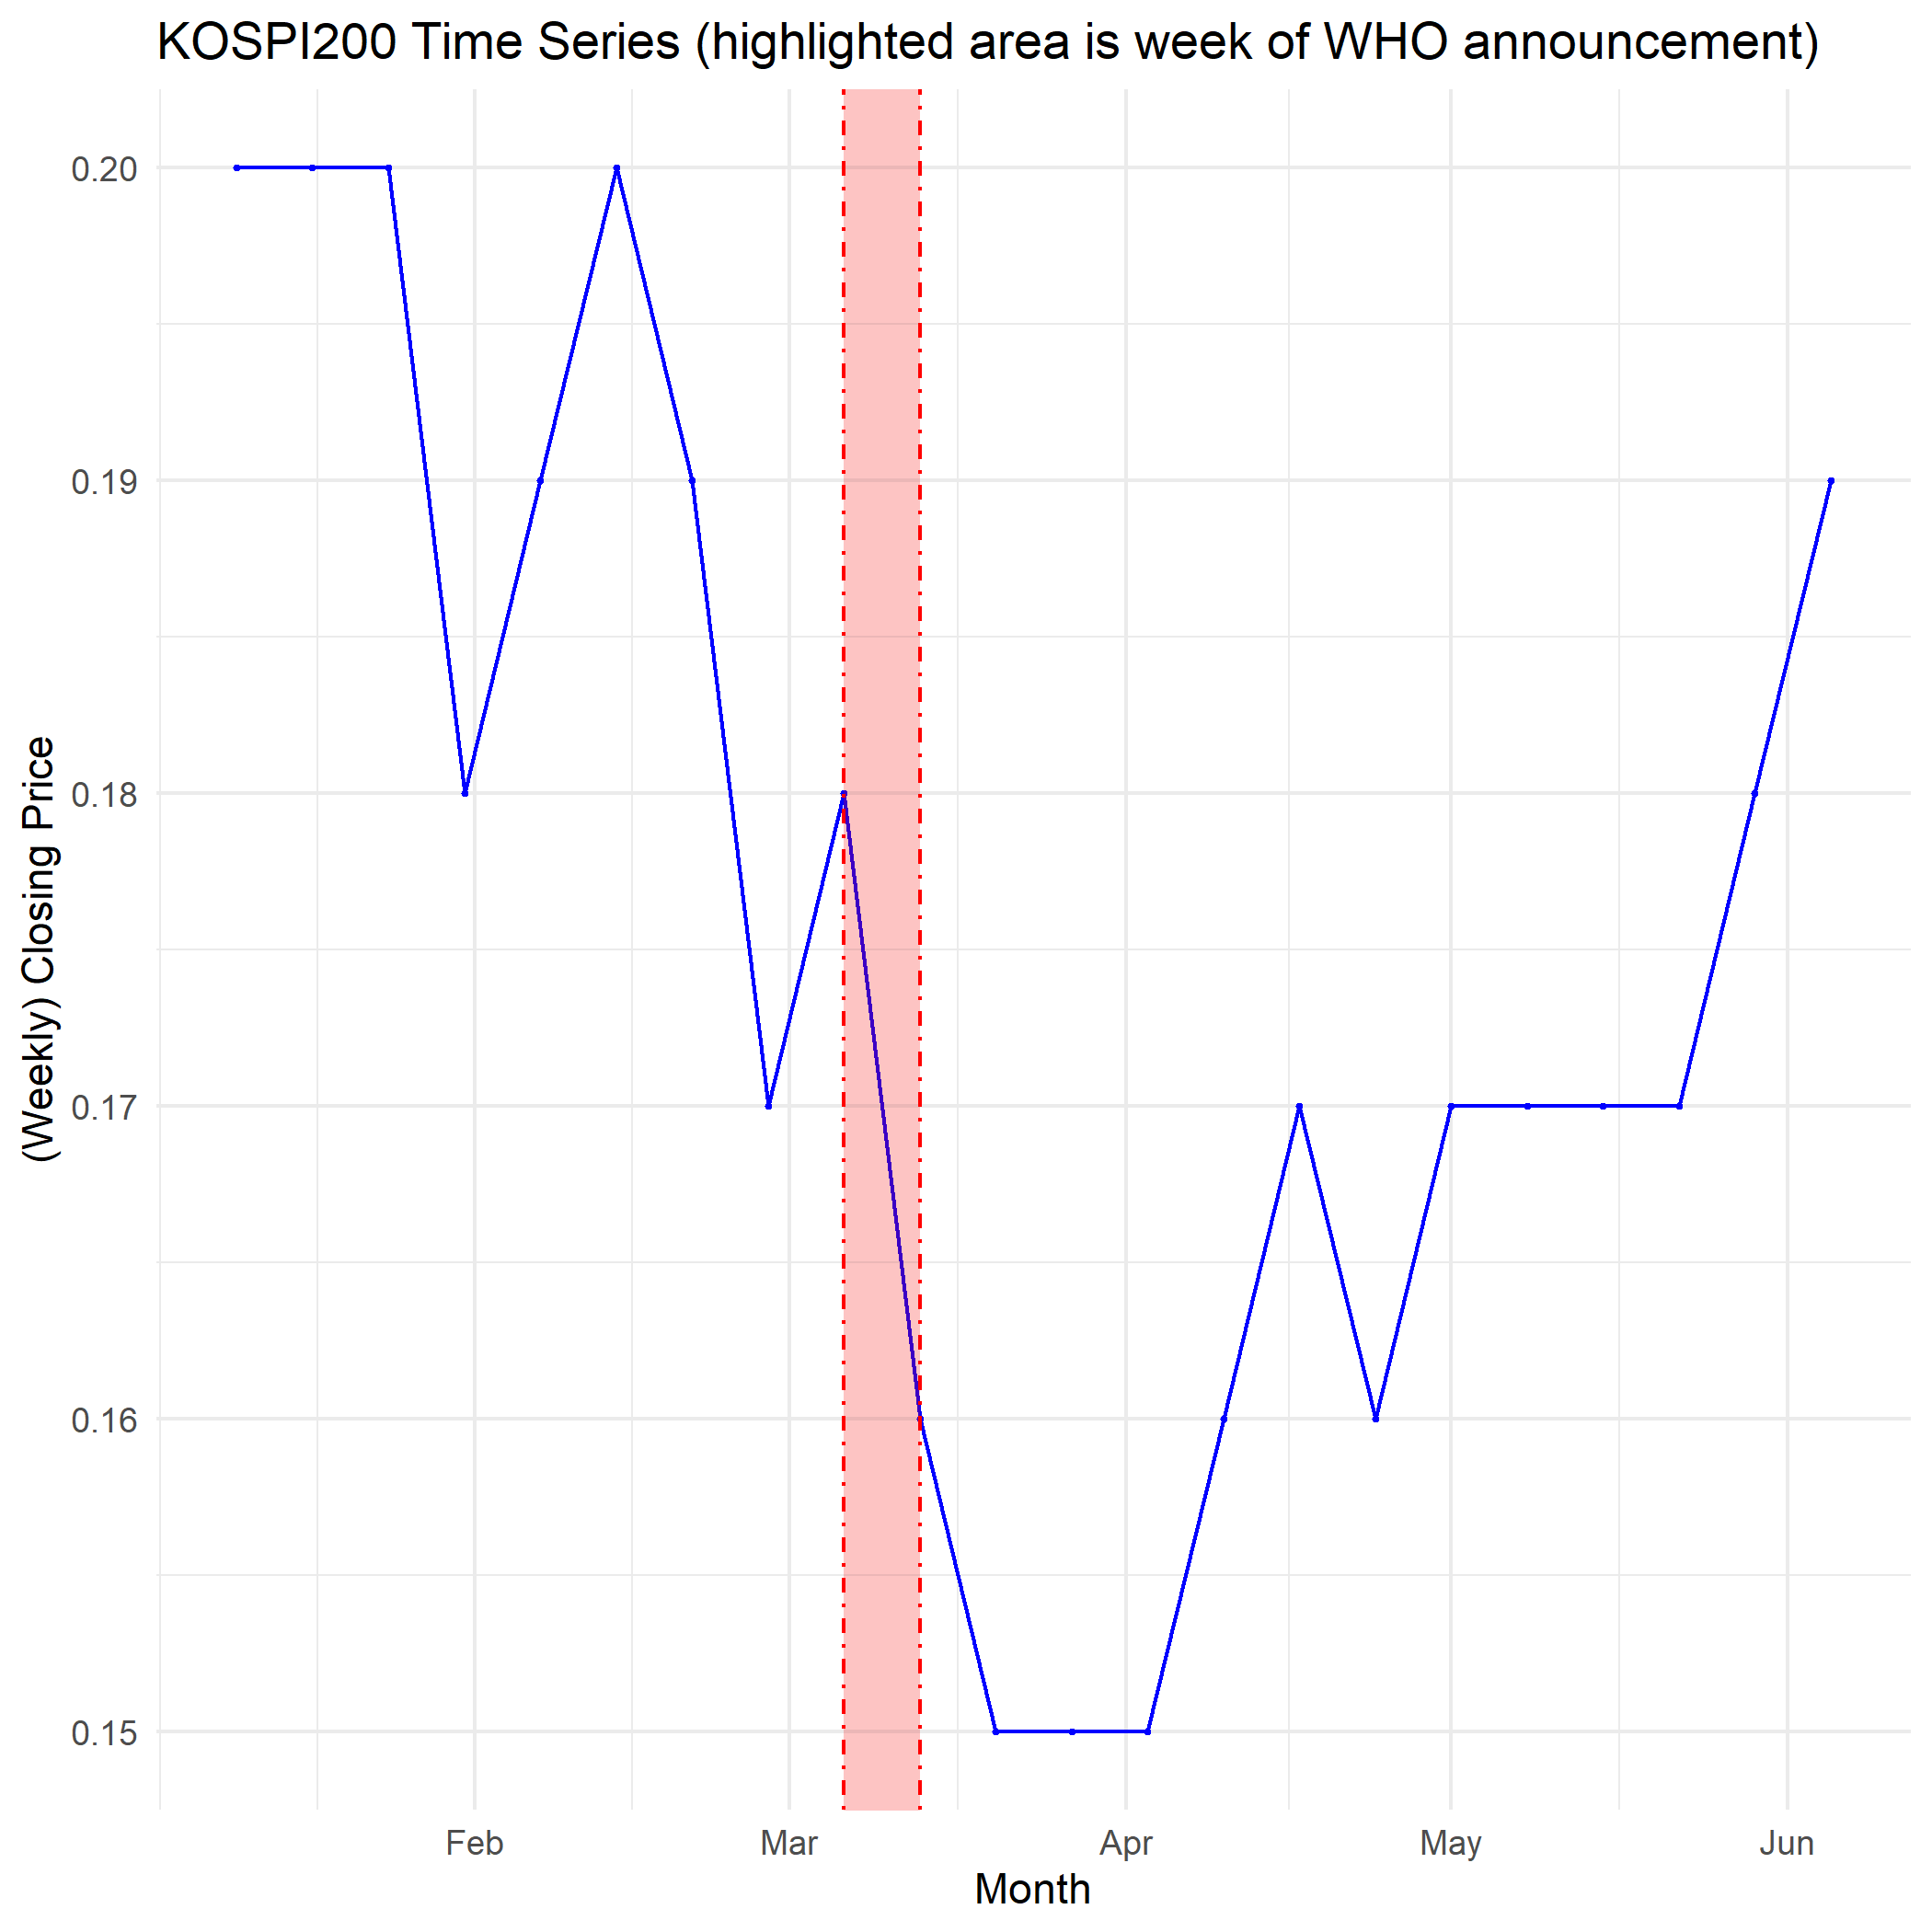 KOSPI200 Time Series (highlighted area is week of WHO announcement)
(Weekly) Closing Price
0.20
0.19
0.18
0.17
0.16
0.15
Feb Mar Apr May Jun
Month